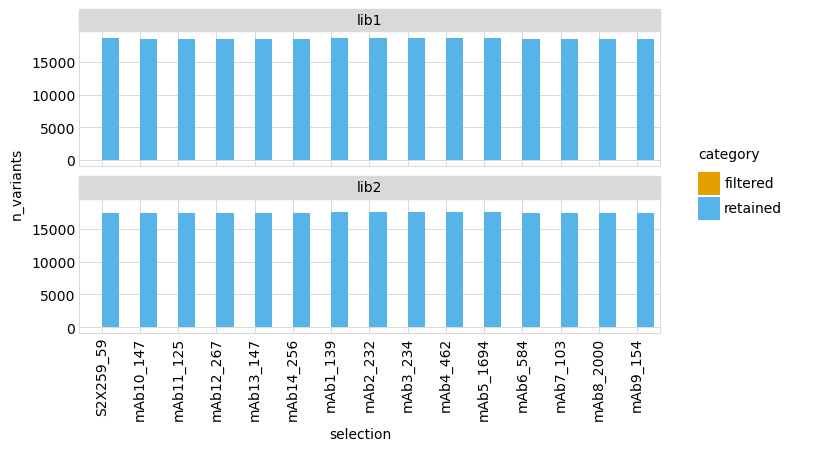 lib1
15000
10000
5000
0
lib2
15000
10000
5000
0
n_variants
S2X259_59
mAb10_147
mAb11_125
mAb12_267
mAb13_147
mAb14_256
mAb1_139
mAb2_232
mAb3_234
mAb4_462
mAb5_1694
mAb6_584
mAb7_103
mAb8_2000
mAb9_154
selection
category
filtered
retained